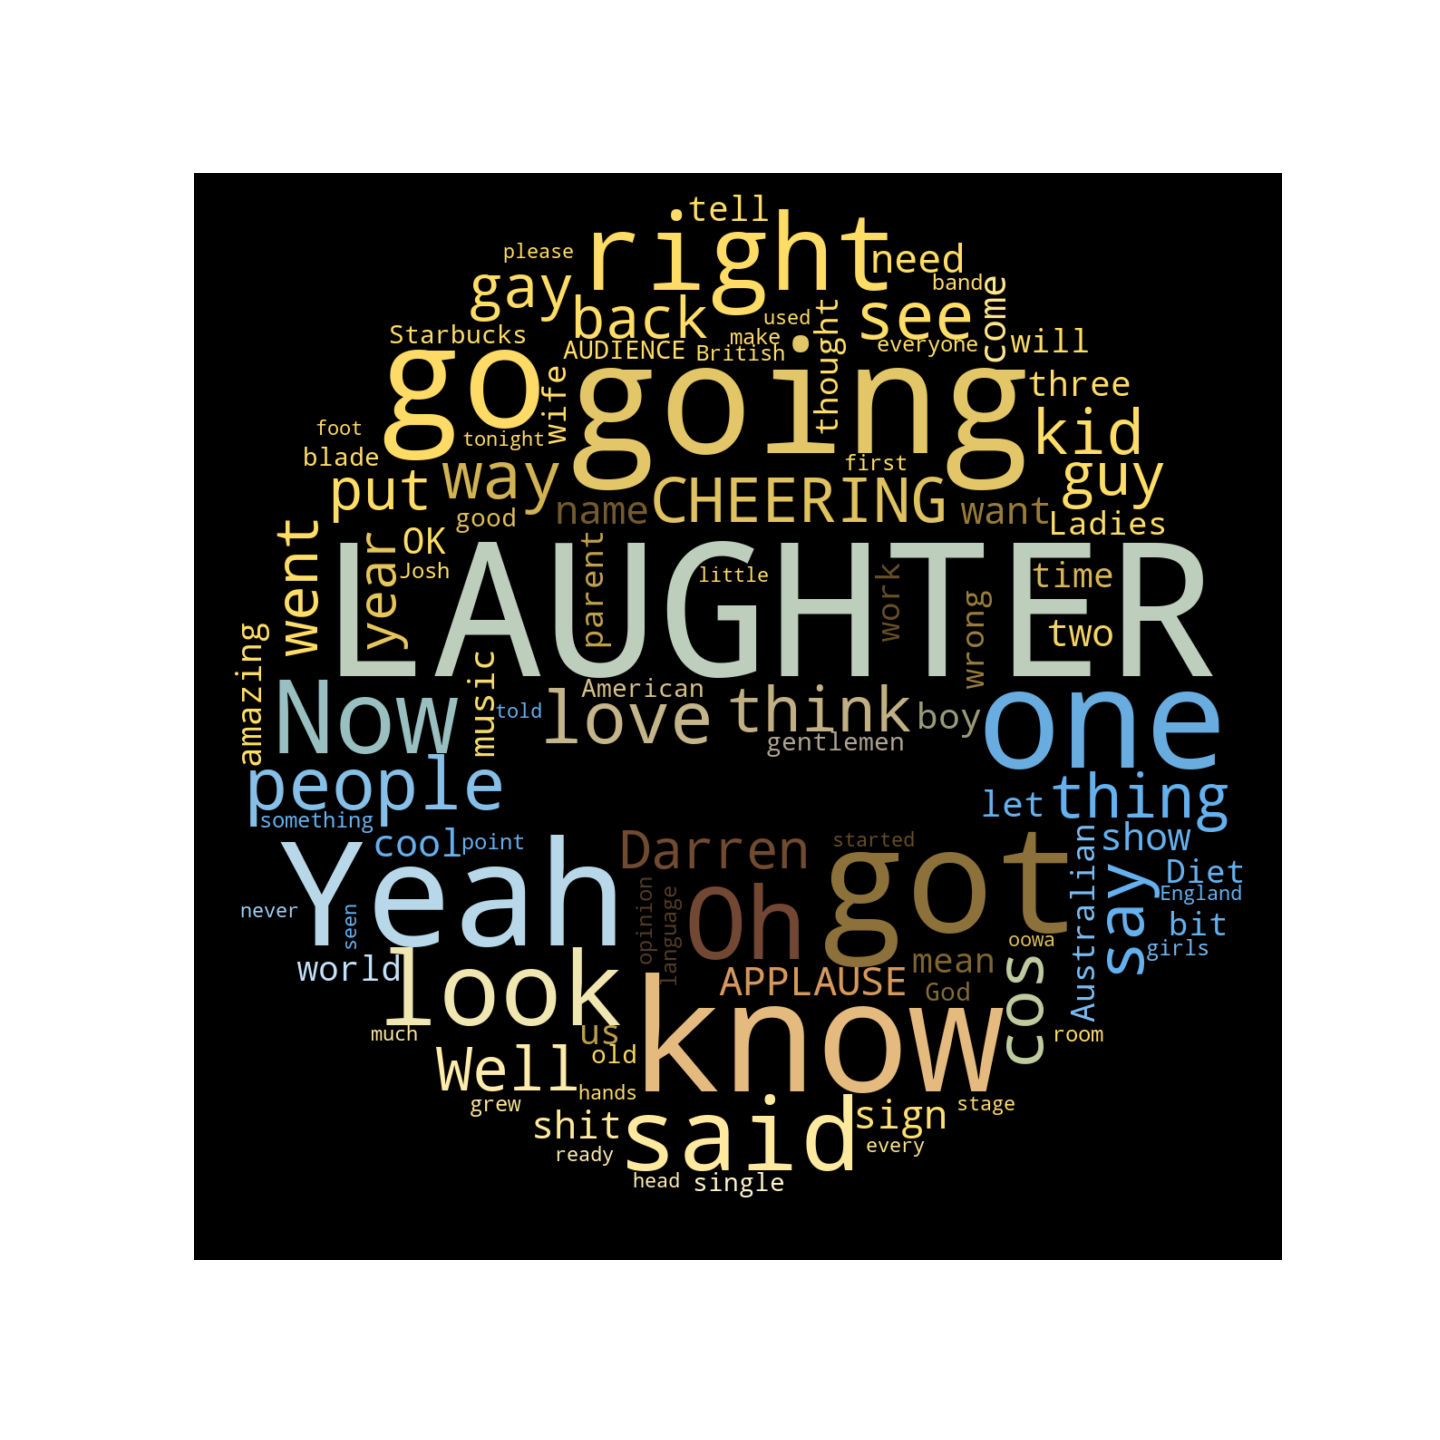 tell
right
please
need
gay
band
back
see
come
used
thought
Starbucks
make
everyone
will
AUDIENCE
British
go
going
wife
three
kid
foot
tonight
blade
first
way
guy
put
CHEERING
name
want
good
Ladies
went
year
OK
parent
Josh
little
work
time
LAUGHTER
wrong
two
amazing
music
American
Now
told
love
think
boy
one
gentlemen
people
something
let
thing
cool
point
Darren
started
Australian
show
Yeah
Diet
England
never
seen
opinion
language
Oh
got
say
bit
girls
oowa
world
look
APPLAUSE
mean
God
cos
much
us
know
room
old
Well
hands
grew
shit
said
sign
stage
ready
every
head
single